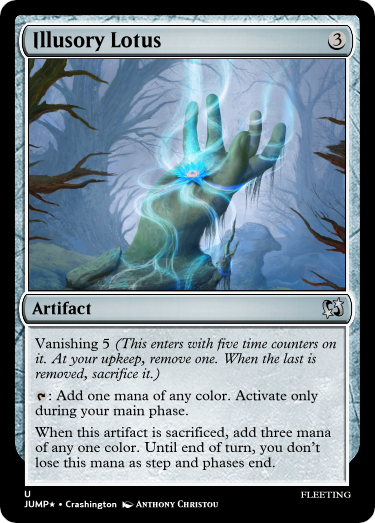 Illusory Lotus 3
Artifact
Vanishing 5 (This enters with five time counters on
it. At your upkeep, remove one. When the last is
removed, sacrifice it.)
: Add one mana of any color. Activate only
during your main phase.
When this artifact is sacrificed, add three mana
of any one color. Until end of turn, you don't
lose this mana as step and phases end.
U FLEETING
JUMP★ • Crashington Anthony Christou